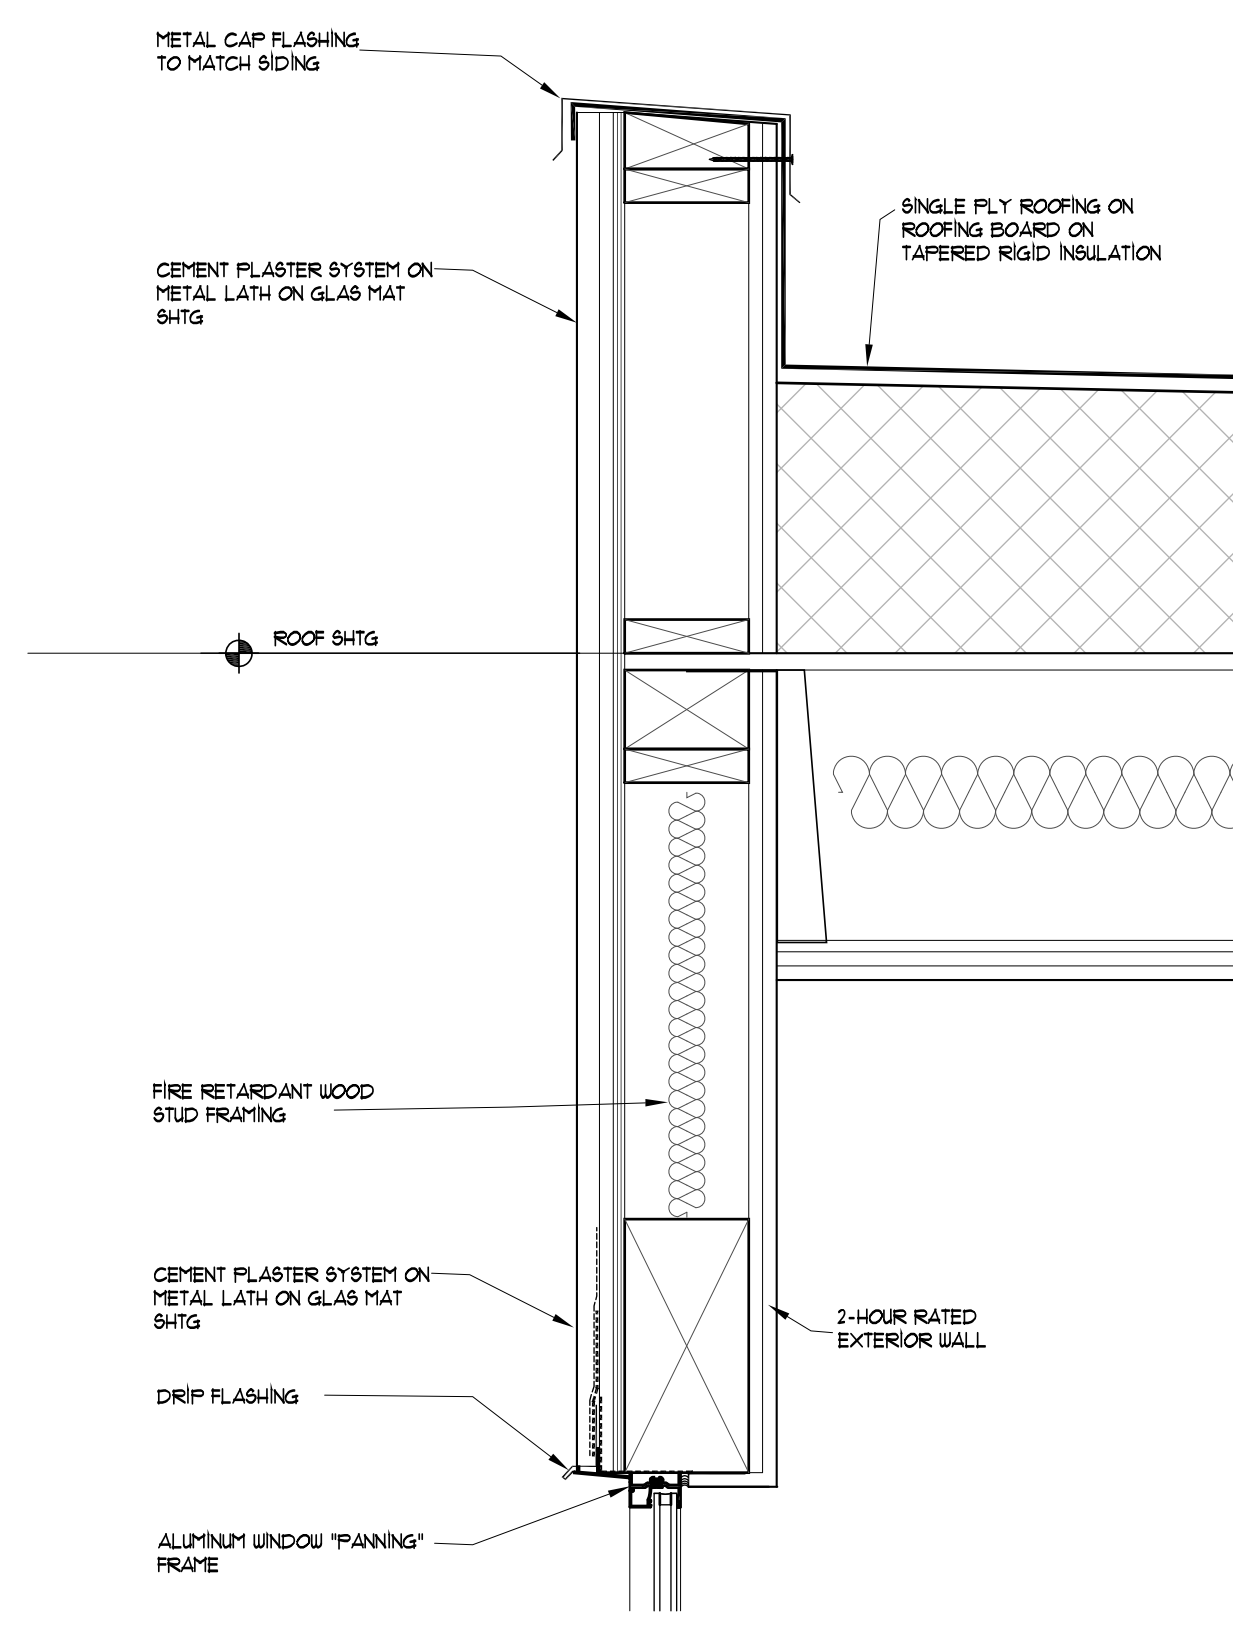 METAL CAP FLASHING
TO MATCH SIDING
SINGLE PLY ROOFING ON
ROOFING BOARD ON
TAPERED RIGID INSULATION
CEMENT PLASTER SYSTEM ON
METAL LATH ON GLAS MAT
SHTG
ROOF SHTG
FIRE RETARDANT WOOD
STUD FRAMING
CEMENT PLASTER SYSTEM ON
METAL LATH ON GLAS MAT
SHTG
2-HOUR RATED
EXTERIOR WALL
DRIP FLASHING
ALUMINUM WINDOW "PANNING"
FRAME